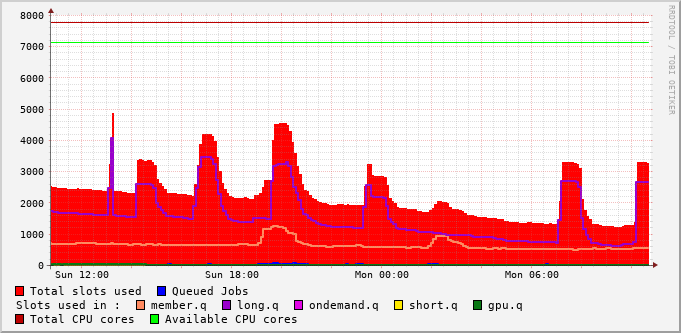 RRDTOOL / TOBI OETIKER
8000
7000
6000
5000
4000
3000
2000
1000
0
Sun 12:00 Sun 18:00 Mon 00:00 Mon 06:00
Total slots used Queued Jobs
Slots used in : member.q long.q ondemand.q short.q gpu.q
Total CPU cores Available CPU cores